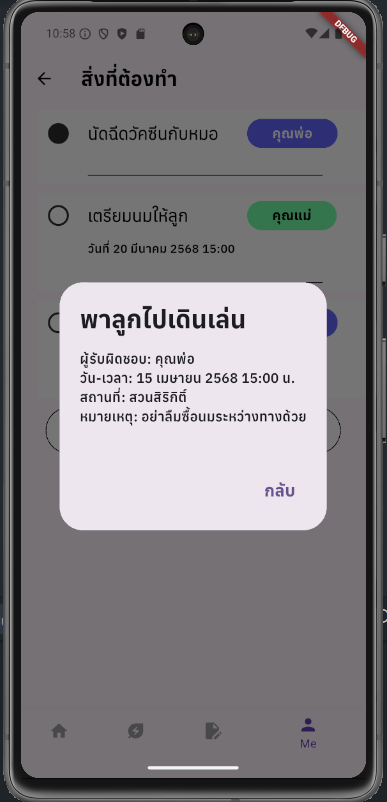 10:58
DEBUG
สิ่งที่ต้องทำ
นัดฉีดวัคซีนกับหมอ
คุณพ่อ
เตรียมนมให้ลูก
คุณแม่
วันที่ 20 มีนาคม 2568 15:00
พาลูกไปเดินเล่น
ผู้รับผิดชอบ: คุณพ่อ
วัน-เวลา: 15 เมษายน 2568 15:00 น.
สถานที่: สวนสิริกิติ์
หมายเหตุ: อย่าลืมซื้อนมระหว่างทางด้วย
กลับ
Me